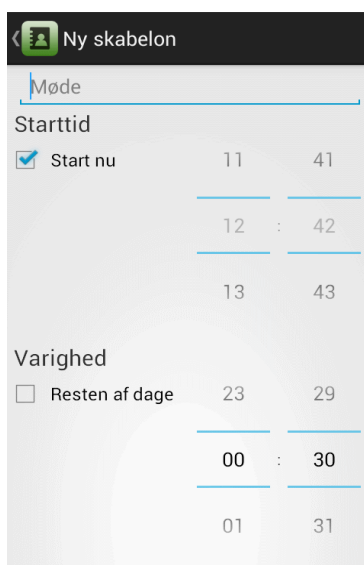 Ny skabelon
Møde
Starttid
Start nu 11 41
12 : 42
13 43
Varighed
Resten af dage 23 29
00 : 30
01 31